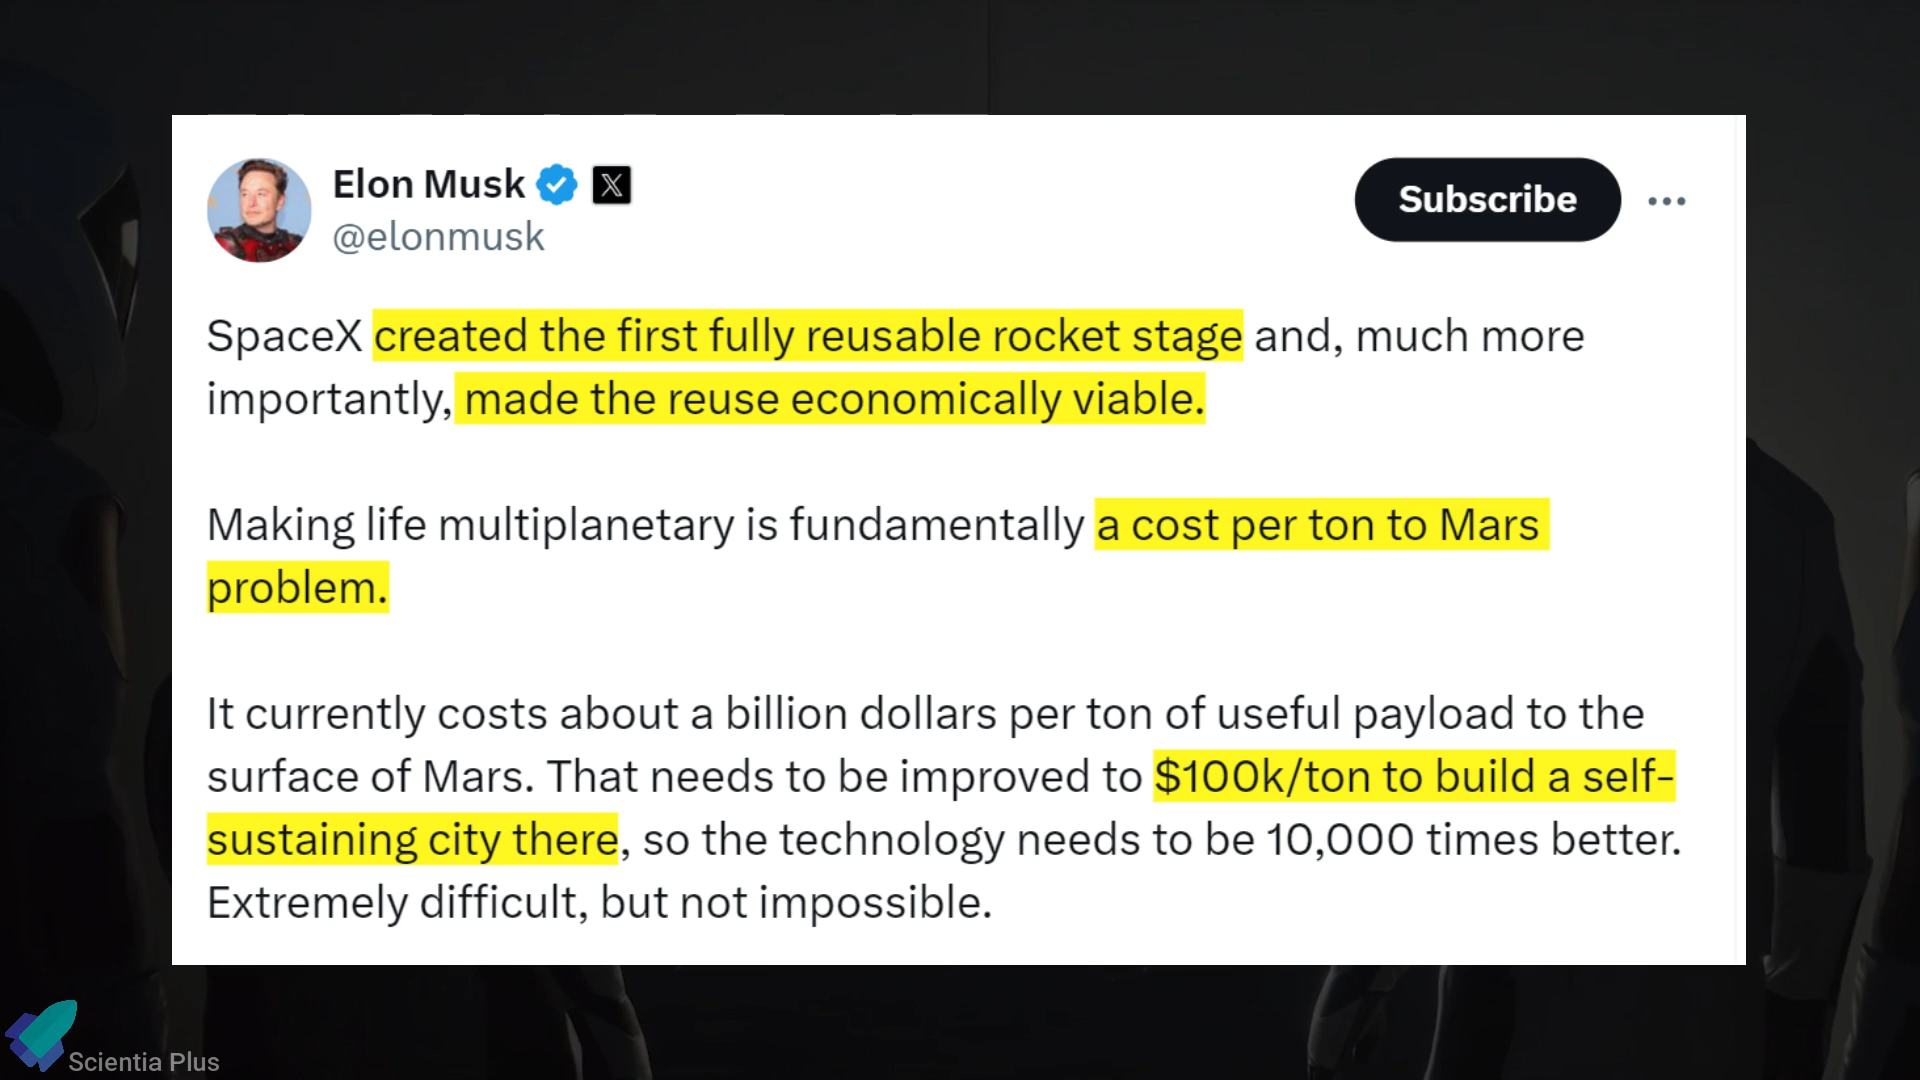 Elon Musk
@elonmusk
Subscribe
SpaceX created the first fully reusable rocket stage and, much more
importantly, made the reuse economically viable.
Making life multiplanetary is fundamentally a cost per ton to Mars
problem.
It currently costs about a billion dollars per ton of useful payload to the
surface of Mars. That needs to be improved to $100k/ton to build a self-
sustaining city there, so the technology needs to be 10,000 times better.
Extremely difficult, but not impossible.
Scientia Plus